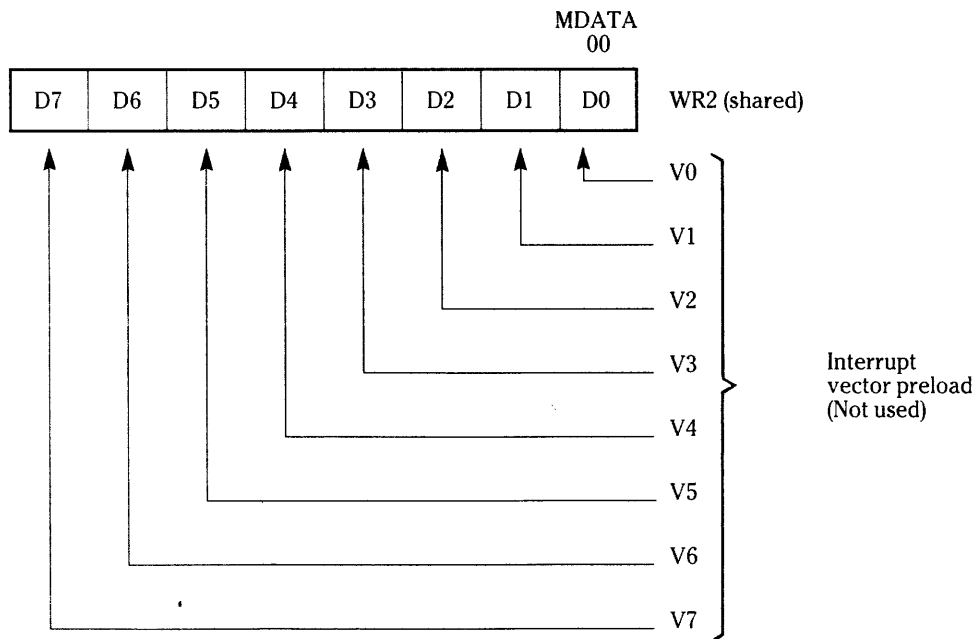 MDATA
00
D7 D6 D5 D4 D3 D2 D1 D0 WR2 (shared)
V0
V1
V2
V3
Interrupt
vector preload
(Not used)
V4
V5
V6
V7